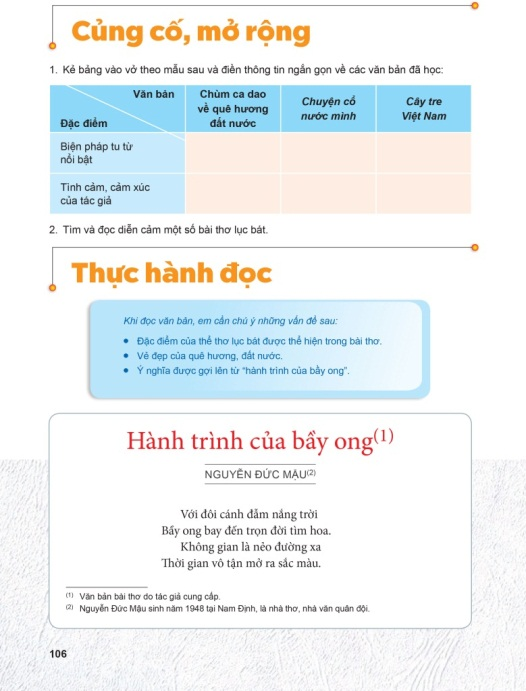 Củng cố, mở rộng
1. Kẻ bảng vào vở theo mẫu sau và điền thông tin ngắn gọn về các văn bản đã học:
Văn bản
Đặc điểm
Chùm ca dao
về quê hương
đất nước
Chuyện cổ
nước mình
Cây tre
Việt Nam
Biện pháp tu từ
nổi bật
Tình cảm, cảm xúc
của tác giả
2. Tìm và đọc diễn cảm một số bài thơ lục bát.
Thực hành đọc
Khi đọc văn bản, em cần chú ý những vấn đề sau:
• Đặc điểm của thể thơ lục bát được thể hiện trong bài thơ.
• Vẻ đẹp của quê hương, đất nước.
• Ý nghĩa được gợi lên từ “hành trình của bầy ong”.
Hành trình của bầy ong(1)
NGUYỄN ĐỨC MẬU(2)
Với đôi cánh đẫm nắng trời
Bầy ong bay đến trọn đời tìm hoa.
Không gian là nẻo đường xa
Thời gian vô tận mở ra sắc màu.
(1) Văn bản bài thơ do tác giả cung cấp.
(2) Nguyễn Đức Mậu sinh năm 1948 tại Nam Định, là nhà thơ, nhà văn quân đội.
106